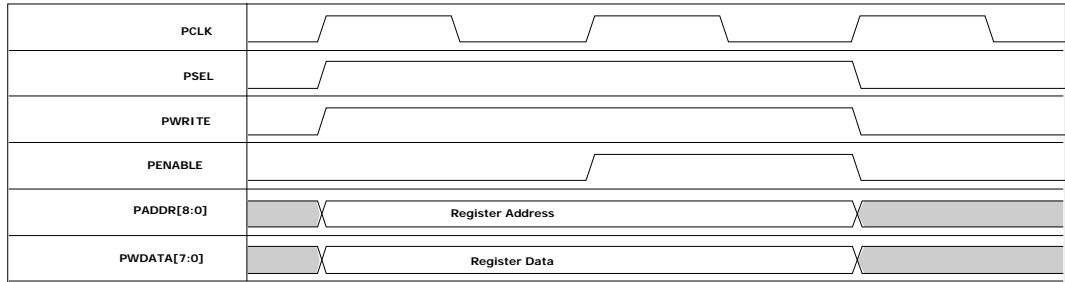 PCLK
PSEL
PWRITE
PENABLE
PADDR[8:0]
Register Address
PWDATA[7:0]
Register Data